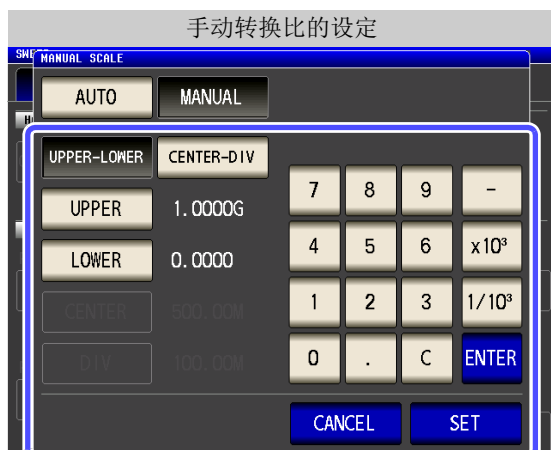 手动转换比的设定
SWE
MANUAL SCALE
AUTO MANUAL
H
UPPER-LOWER CENTER-DIV
UPPER 1.0000G
LOWER 0.0000
CENTER 500.00M
DIV 100.00M
7 8 9 -
4 5 6 x10³
1 2 3 1/10³
0 . C ENTER
CANCEL SET